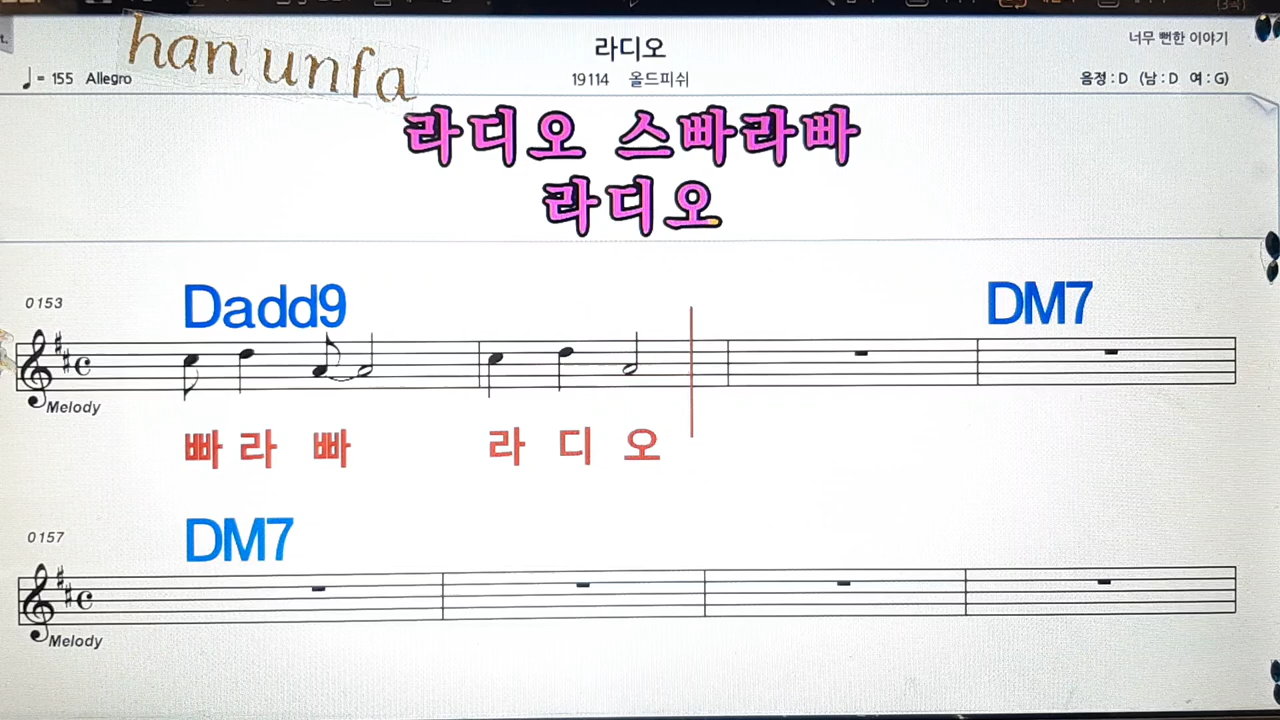 han unfa
라디오
너무 뻔한 이야기
♩= 155 Allegro
19114 올드피쉬
음정 : D (남 : D 여 : G)
라디오 스빠라빠
라디오
0153
Dadd9
DM7
Melody
빠 라 빠 라 디 오
0157
DM7
Melody